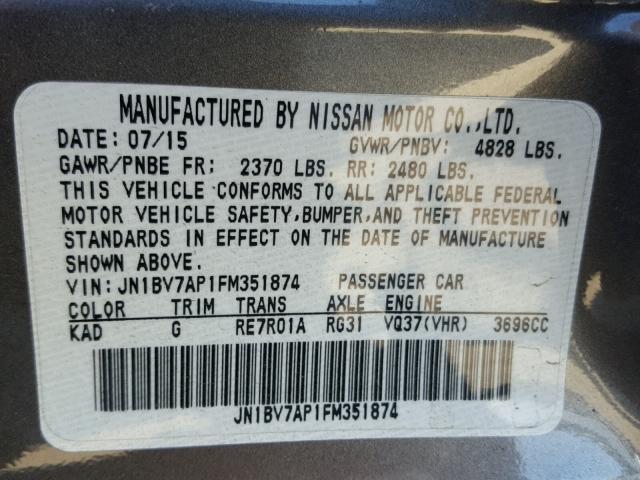 MANUFACTURED BY NISSAN MOTOR CO.,LTD.
DATE: 07/15 GVWR/PNBV: 4828 LBS.
GAWR/PNBE FR: 2370 LBS. RR: 2480 LBS.
THIS VEHICLE CONFORMS TO ALL APPLICABLE FEDERAL
MOTOR VEHICLE SAFETY,BUMPER,AND THEFT PREVENTION
STANDARDS IN EFFECT ON THE DATE OF MANUFACTURE
SHOWN ABOVE.
VIN:JN1BV7AP1FM351874 PASSENGER CAR
COLOR TRIM TRANS AXLE ENGINE
KAD G RE7R01A RG31 VQ37(VHR) 3696CC
JN1BV7AP1FM351874